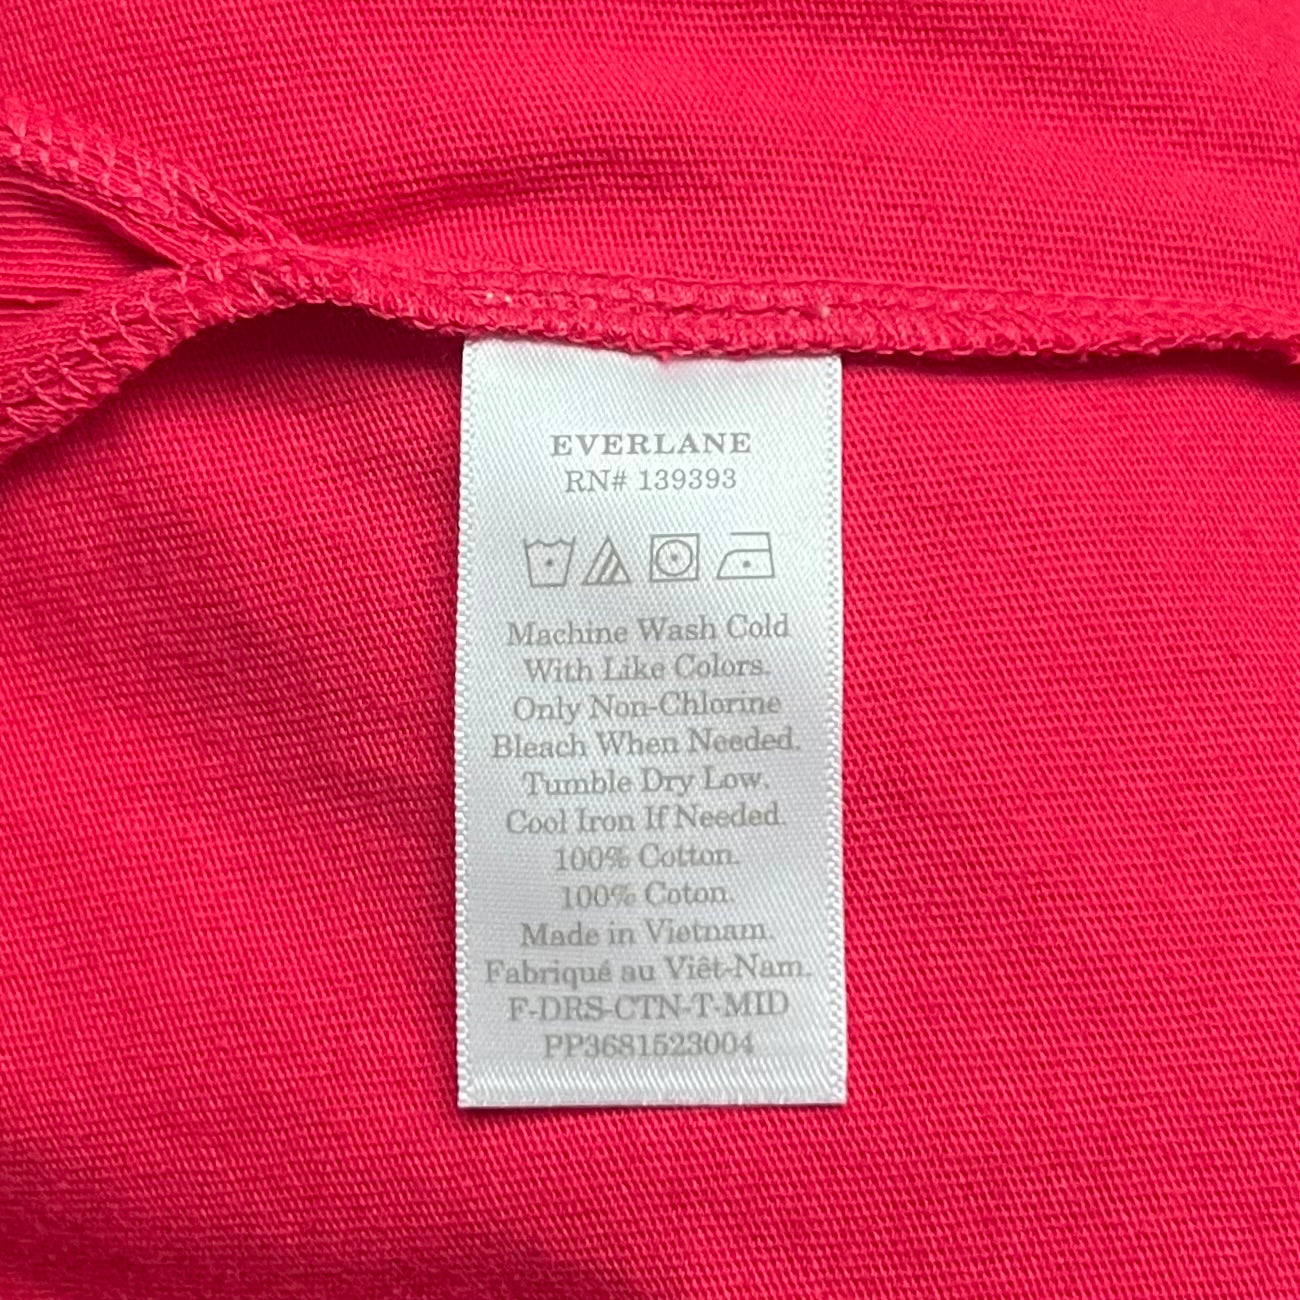 EVERLANE
RN# 139393
Machine Wash Cold
With Like Colors.
Only Non-Chlorine
Bleach When Needed.
Tumble Dry Low.
Cool Iron If Needed.
100% Cotton.
100% Coton.
Made in Vietnam.
Fabriqué au Viêt-Nam.
F-DRS-CTN-T-MID
PP3681523004